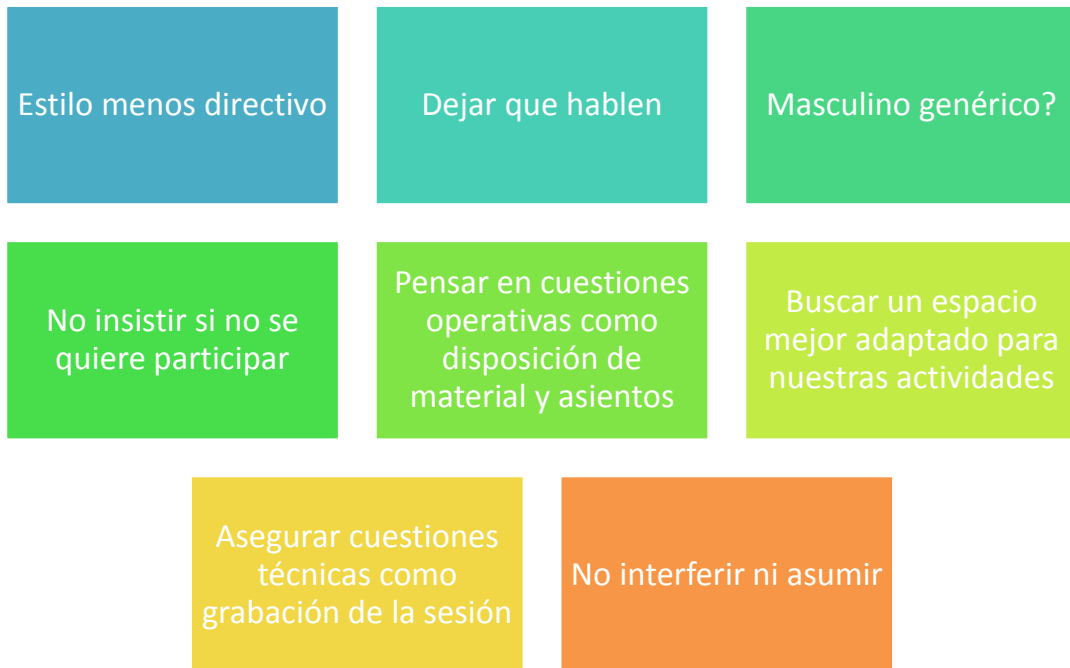 Estilo menos directivo
Dejar que hablen
Masculino genérico?
No insistir si no se
quiere participar
Pensar en cuestiones
operativas como
disposición de
material y asientos
Buscar un espacio
mejor adaptado para
nuestras actividades
Asegurar cuestiones
técnicas como
grabación de la sesión
No interferir ni asumir